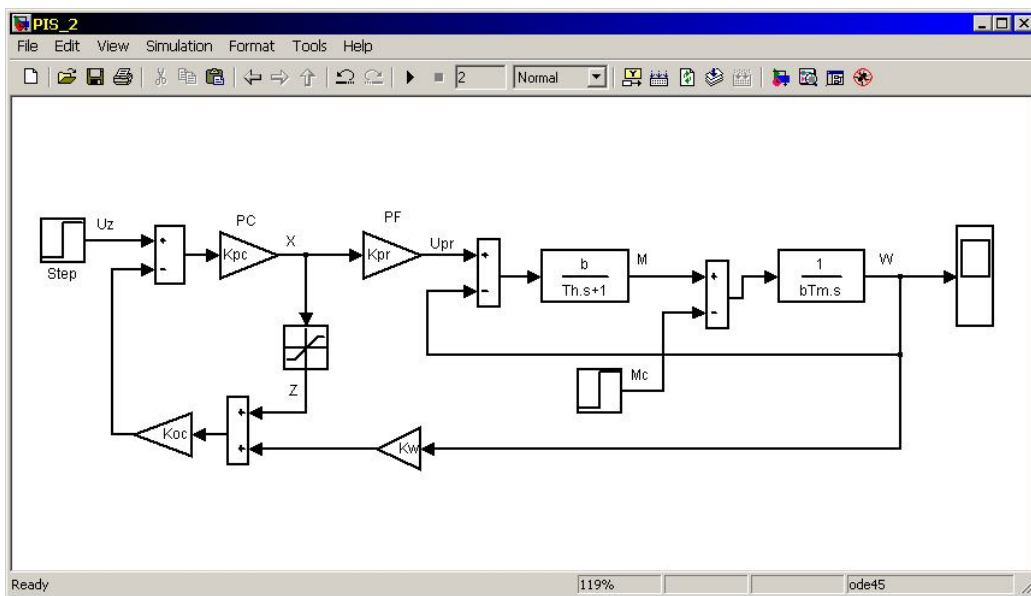 PIS_2
File Edit View Simulation Format Tools Help
2 Normal
Uz
Step
+
-
PC
Kpc
X
PF
Kpr
Upr
+
-
b
Th.s+1
M
+
-
1
bTm.s
W
Z
Mc
Koc
+
+
Kw
Ready 119% ode45